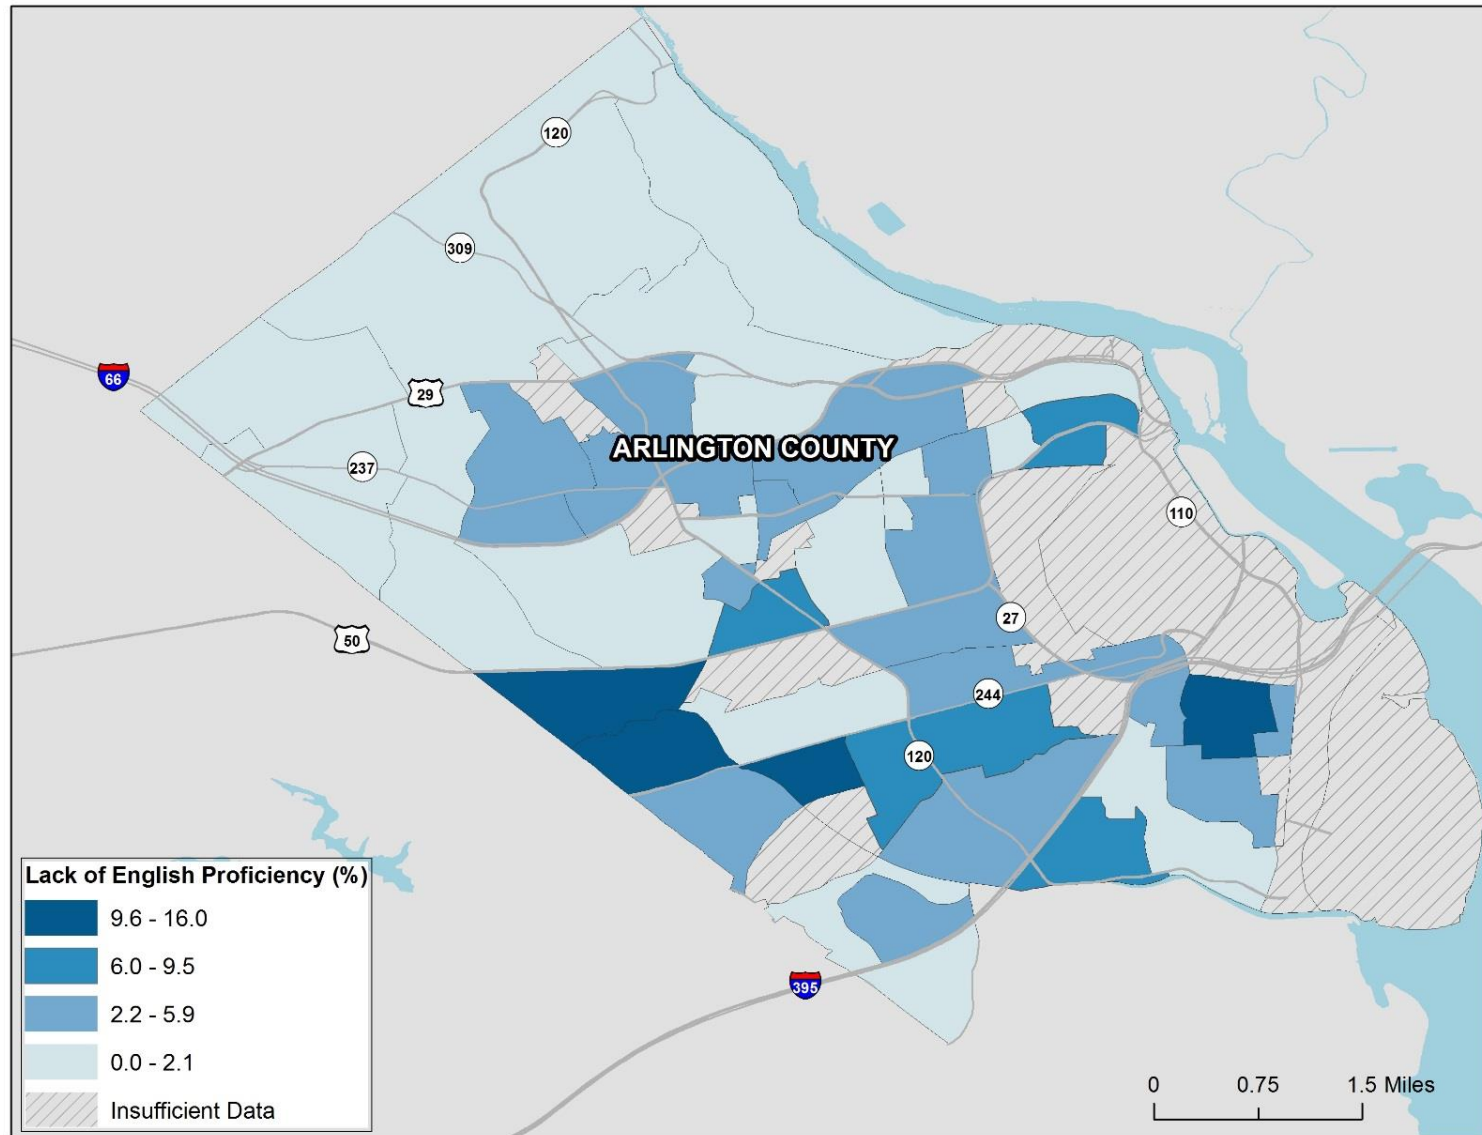 120
309
66
29
ARLINGTON COUNTY
237
110
50
27
244
120
395
Lack of English Proficiency (%)
9.6 - 16.0
6.0 - 9.5
2.2 - 5.9
0.0 - 2.1
Insufficient Data
0 0.75 1.5 Miles